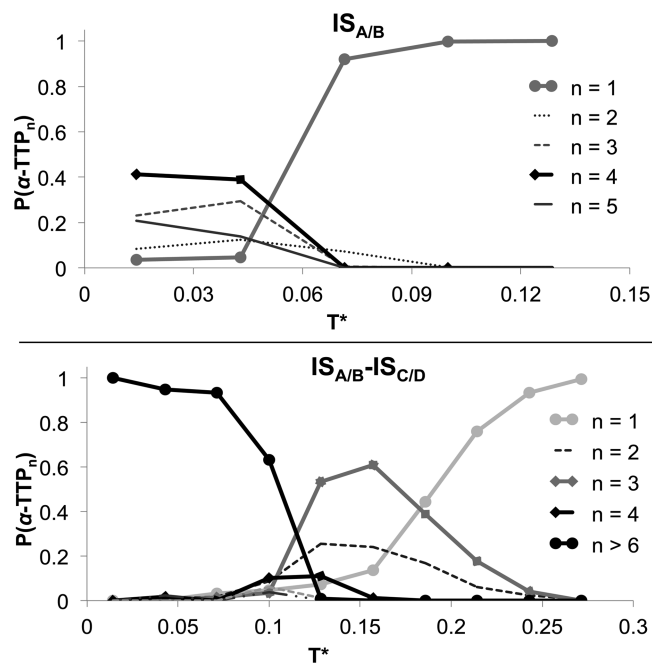 IS_A/B
P(α-TTP_n)
1
0.8
0.6
0.4
0.2
0
0 0.03 0.06 0.09 0.12 0.15
T*
n = 1
n = 2
n = 3
n = 4
n = 5
IS_A/B-IS_C/D
P(α-TTP_n)
1
0.8
0.6
0.4
0.2
0
0 0.05 0.1 0.15 0.2 0.25 0.3
T*
n = 1
n = 2
n = 3
n = 4
n > 6